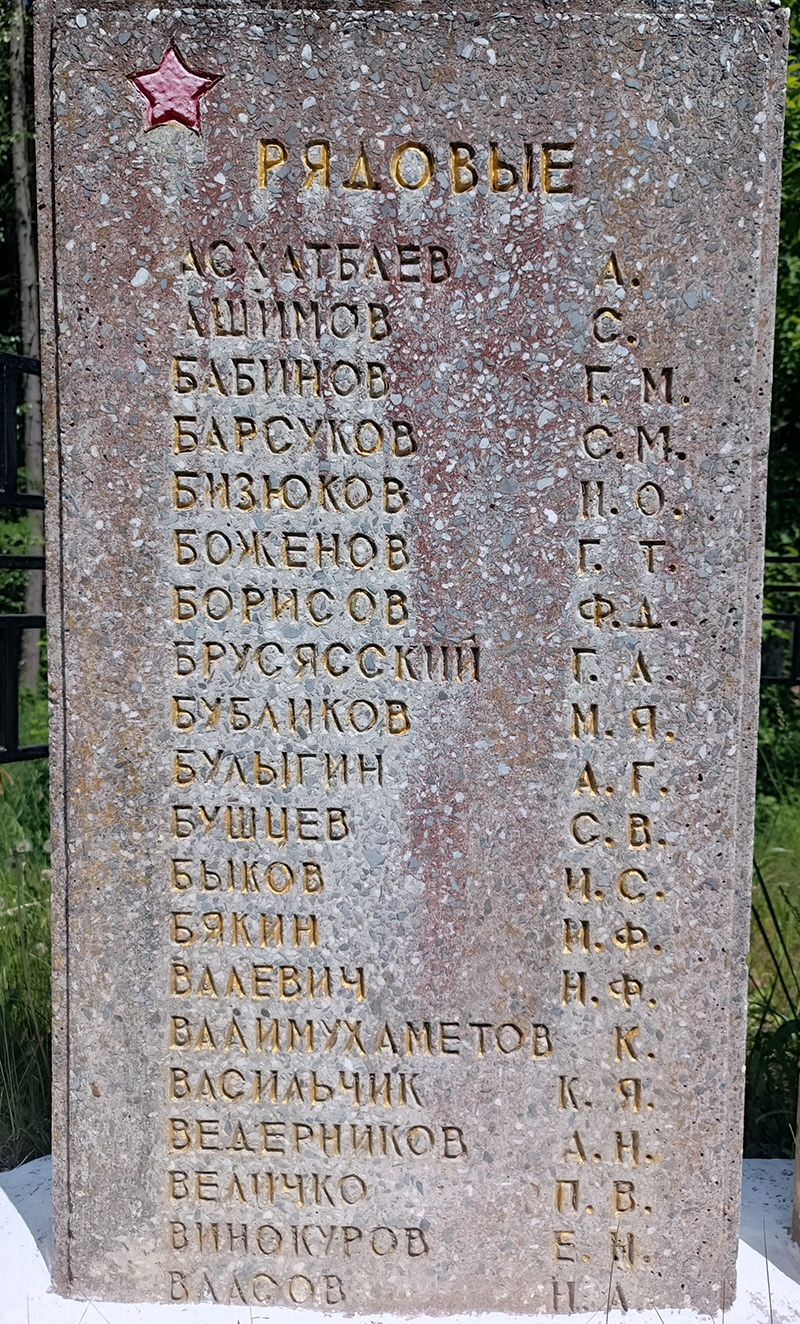 РЯДОВЫЕ
АСХАТБАЕВ А.
АШИМОВ С.
БАБИНОВ Г. М.
БАРСУКОВ С. М.
БИЗЮКОВ Н. О.
БОЖЕНОВ Г. Т.
БОРИСОВ Ф. Д.
БРУСЯССКИЙ Г. А.
БУБЛИКОВ М. Я.
БУЛЫГИН А. Г.
БУШЦЕВ С. В.
БЫКОВ И. С.
БЯКИН И. Ф.
ВАЛЕВИЧ Н. Ф.
ВАЛИМУХАМЕТОВ К.
ВАСИЛЬЧИК К. Я.
ВЕДЕРНИКОВ А. Н.
ВЕЛИЧКО П. В.
ВИНОКУРОВ Е. И.
ВЛАСОВ Н. А.